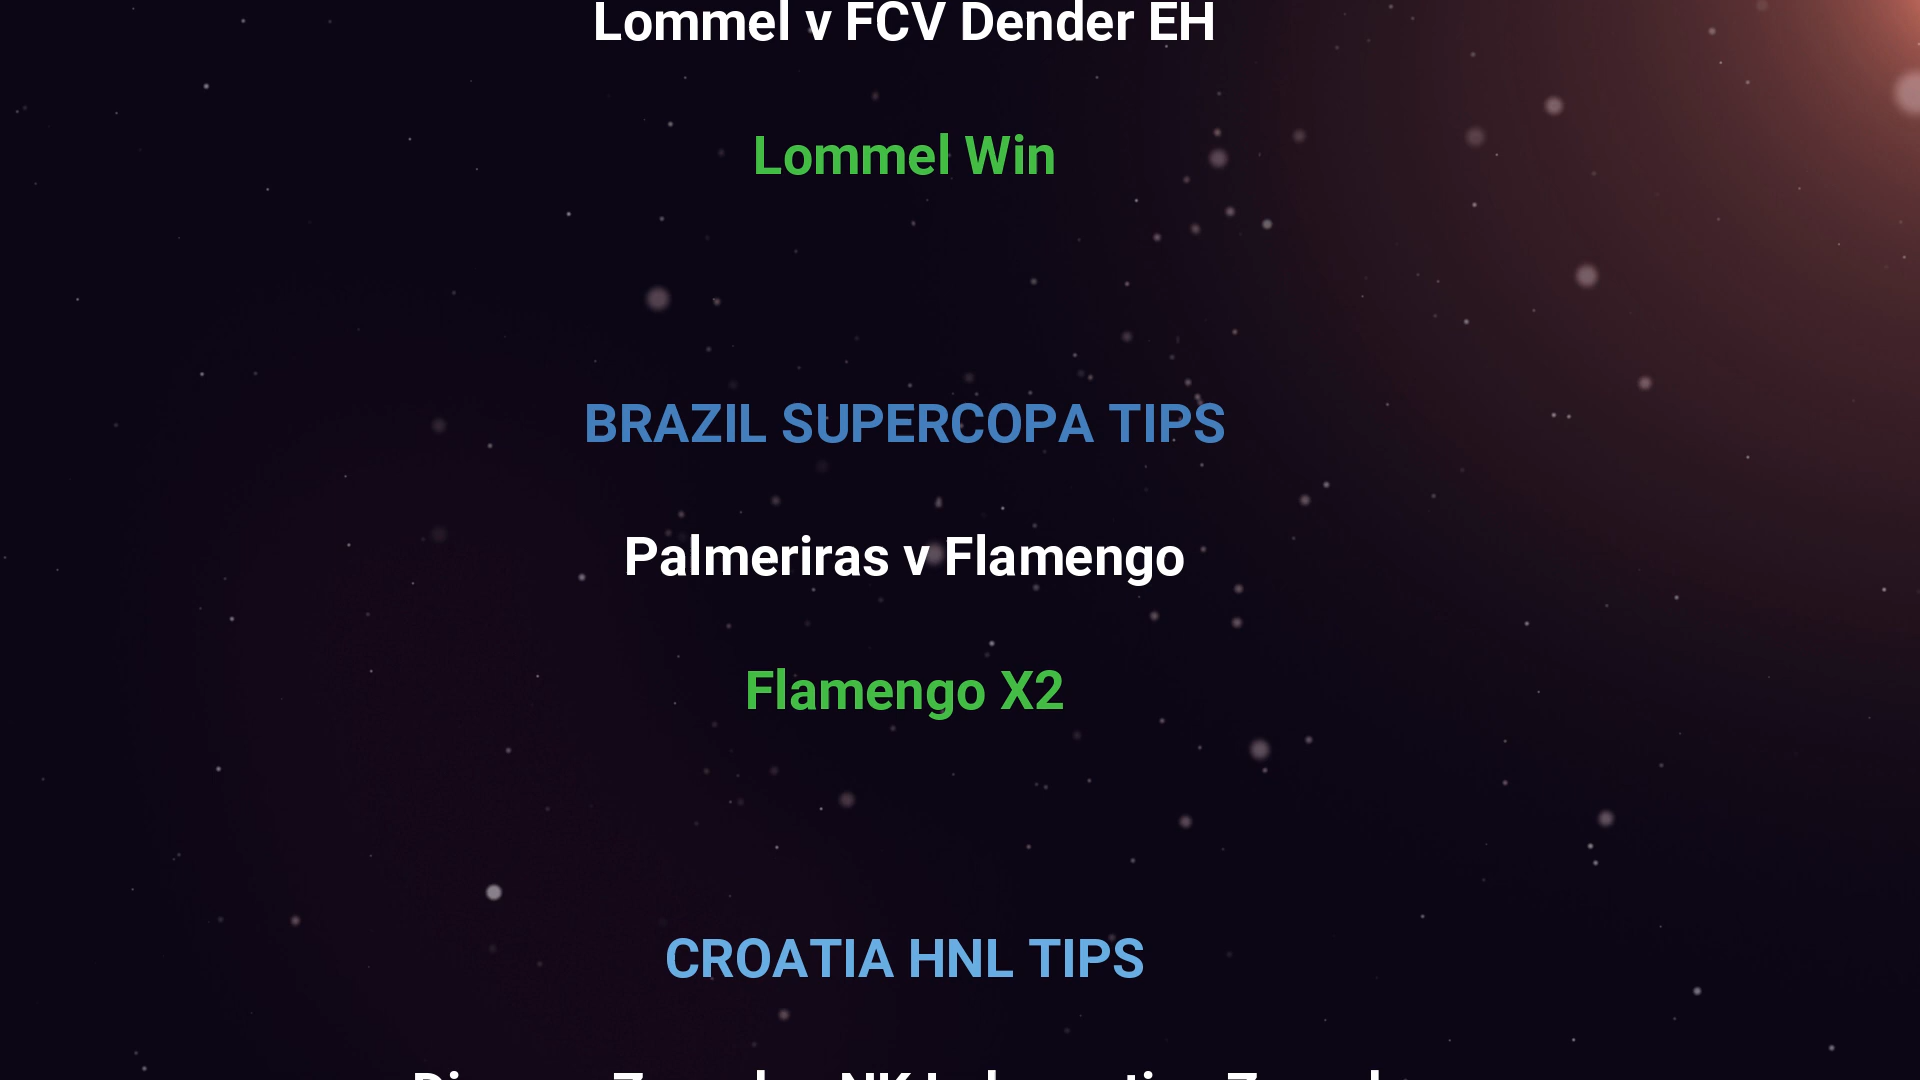 Lommel v FCV Dender EH
Lommel Win
BRAZIL SUPERCOPA TIPS
Palmeriras v Flamengo
Flamengo X2
CROATIA HNL TIPS